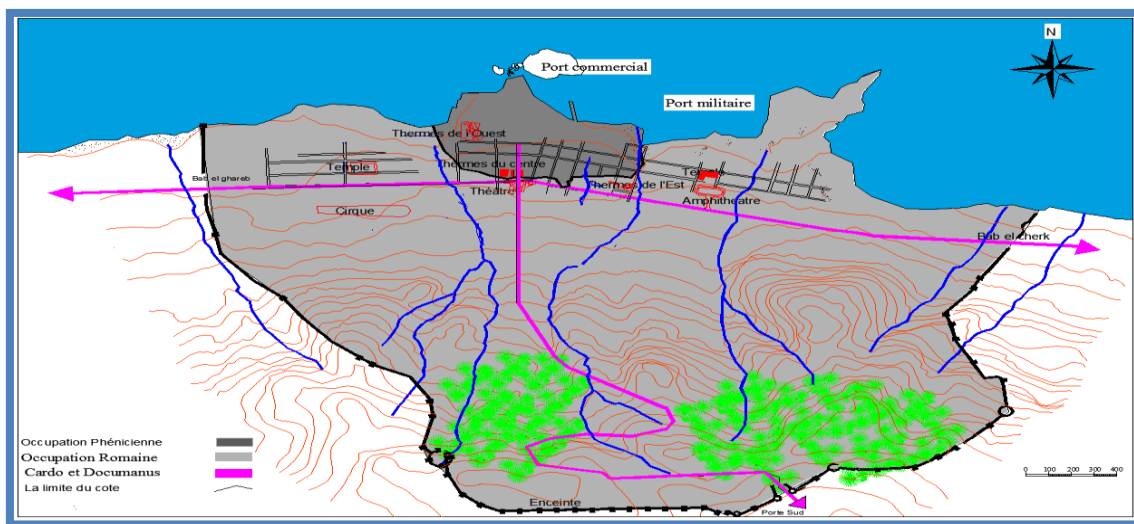 N
Port commercial
Port militaire
Thermes de l'Ouest
Thermes du centre
Temple
Temple
Bab el ghareb
Théatre
Thermes de l'Est
Amphitheatre
Cirque
Bab el cherk
Occupation Phénicienne
Occupation Romaine
Cardo et Documanus
La limite du cote
Enceinte
Porte Sud
0 100 200 300 400